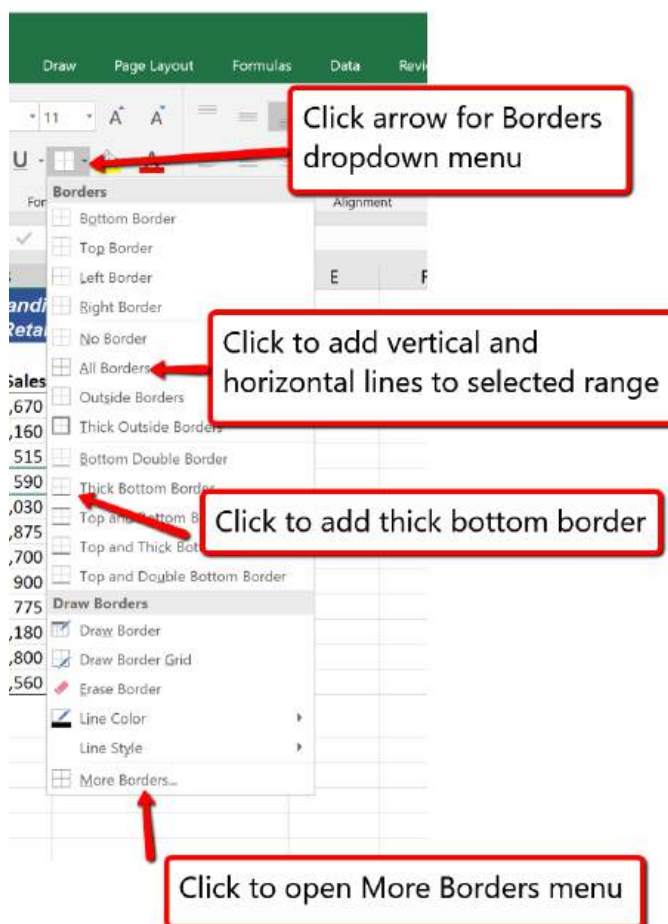 Draw Page Layout Formulas Data
11 A A
Click arrow for Borders
dropdown menu
U A
Borders
Alignment
Bottom Border
Top Border
Left Border
E F
Right Border
No Border
Click to add vertical and
horizontal lines to selected range
All Borders
Sales
Outside Borders
,670
Thick Outside Borders
,160
Bottom Double Border
515
Thick Bottom Border
590
Click to add thick bottom border
Top and Bottom B
,030
,875
Top and Thick Bot
,700
Top and Double Bottom Border
900
Draw Borders
775
Draw Border
,180
Draw Border Grid
,800
Erase Border
,560
Line Color
Line Style
More Borders...
Click to open More Borders menu